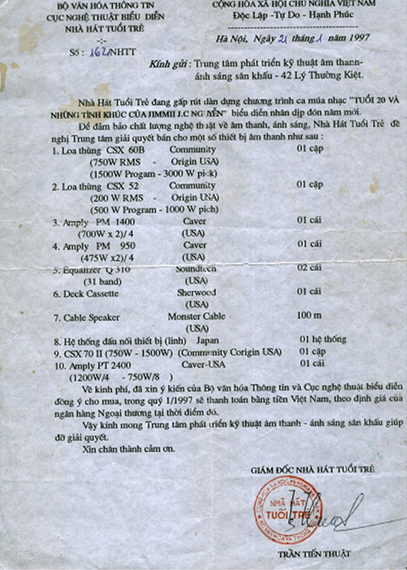 BỘ VĂN HÓA THÔNG TIN
CỤC NGHỆ THUẬT BIỂU DIỄN
NHÀ HÁT TUỔI TRẺ
-:-
Số : 162/NHTT
CỘNG HÒA XÃ HỘI CHỦ NGHĨA VIỆT NAM
Độc Lập -Tự Do - Hạnh Phúc
Hà Nội, Ngày 21 tháng 1 năm 1997
Kính gửi : Trung tâm phát triển kỹ thuật âm thanh-
ánh sáng sân khấu - 42 Lý Thường Kiệt.
Nhà Hát Tuổi Trẻ đang gấp rút dàn dựng chương trình ca múa nhạc "TUỔI 20 VÀ
NHỮNG TÌNH KHÚC CỦA JIMMII J.C NGUYỄN" biểu diễn nhân dịp đón năm mới.
Để đảm bảo chất lượng nghệ thuật về âm thanh, ánh sáng, Nhà Hát Tuổi Trẻ đề
nghị Trung tâm giải quyết bán cho một số thiết bị âm thanh như sau :
1. Loa thùng CSX 60B Community 01 cặp
(750W RMS - Origin USA)
(1500W Progam - 3000 W pick)
2. Loa thùng CSX 52 Community 01 cặp
(200 W RMS - Origin USA)
(500 W Program - 1000 W pich)
3. Amply PM 1400 Caver 01 cái
(700W x 2)/ 4 (USA)
4. Amply PM 950 Caver 01 cái
(475W x2)/ 4 (USA)
5. Equanzer Q 310 Soundtech 02 cái
(31 band) (USA)
6. Deck Cassette Sherwood 01 cái
(USA)
7. Cable Speaker Monster Cable 100 m
(USA)
8. Hệ thống đấu nối thiết bị (linh) Japan 01 hệ thống
9. CSX 70 II (750W - 1500W) (Community Corigin USA) 01 cặp
10. Amply PT 2400 Caver-USA 01 cái
(1200W/4 - 750W/8 )
Về kinh phí, đã xin ý kiến của Bộ văn hóa Thông tin và Cục nghệ thuật biểu diễn
đồng ý cho mua, trong quý 1/1997 sẽ thanh toán bằng tiền Việt Nam, theo định giá của
ngân hàng Ngoại thương tại thời điểm đó.
Vậy kính mong Trung tâm phát triển kỹ thuật âm thanh - ánh sáng sân khấu giúp
đỡ giải quyết.
Xin chân thành cảm ơn.
GIÁM ĐỐC NHÀ HÁT TUỔI TRẺ
NHÀ HÁT
TUỔI TRẺ
TRẦN TIẾN THUẬT